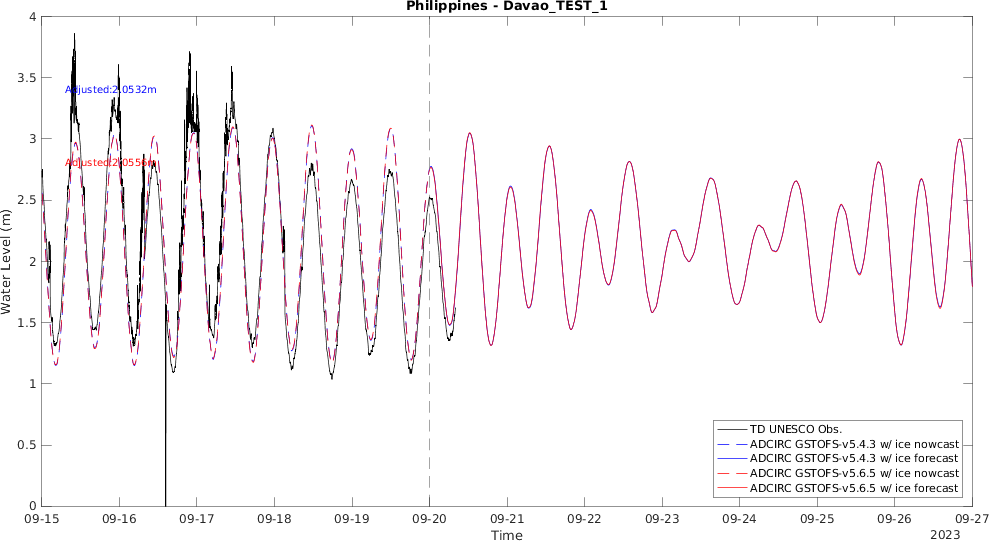 Philippines - Davao_TEST_1
4
3.5
3
2.5
2
1.5
1
0.5
0
Water Level (m)
Adjusted:2.0532m
Adjusted:2.0556m
TD UNESCO Obs.
ADCIRC GSTOFS-v5.4.3 w/ ice nowcast
ADCIRC GSTOFS-v5.4.3 w/ ice forecast
ADCIRC GSTOFS-v5.6.5 w/ ice nowcast
ADCIRC GSTOFS-v5.6.5 w/ ice forecast
09-15 09-16 09-17 09-18 09-19 09-20 09-21 09-22 09-23 09-24 09-25 09-26 09-27
Time
2023